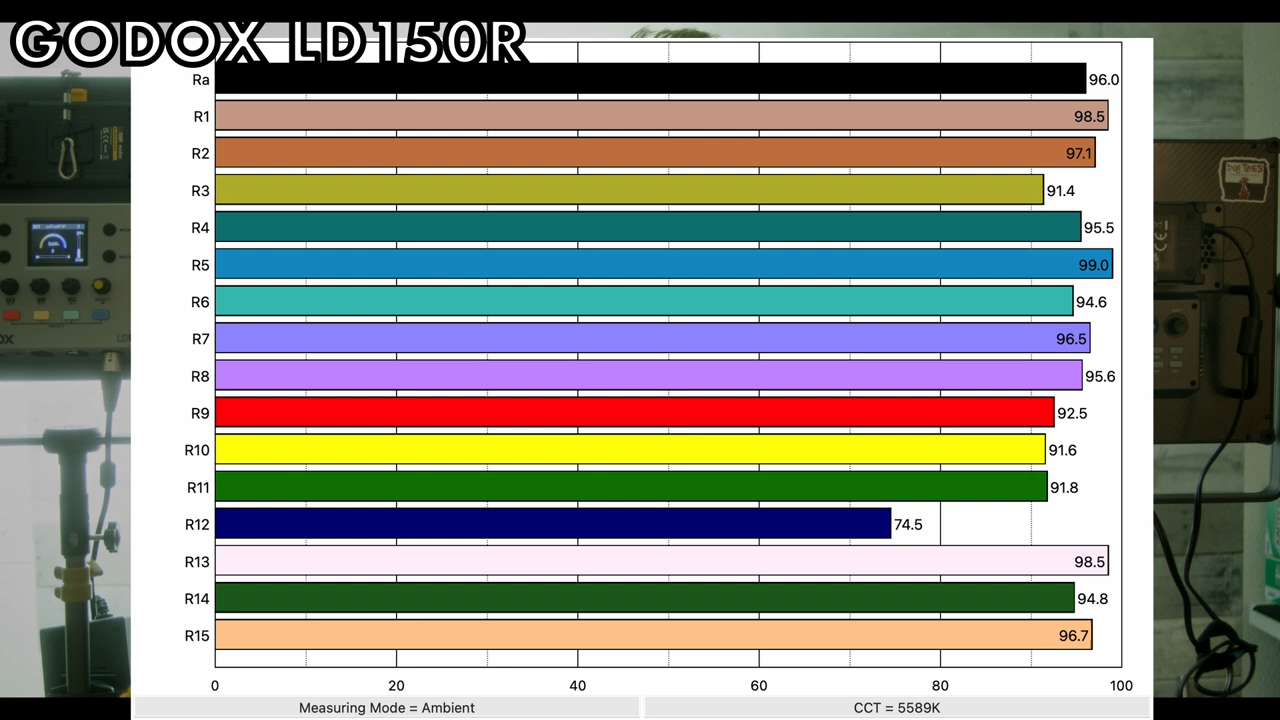 GODOX LD150R
Ra 96.0
R1 98.5
R2 97.1
R3 91.4
R4 95.5
R5 99.0
R6 94.6
R7 96.5
R8 95.6
R9 92.5
R10 91.6
R11 91.8
R12 74.5
R13 98.5
R14 94.8
R15 96.7
0 20 40 60 80 100
Measuring Mode = Ambient
CCT = 5589K